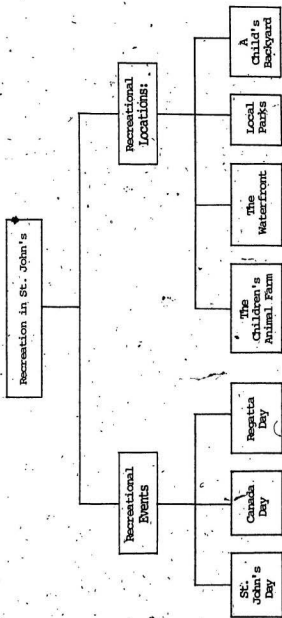 Recreation in St. John's
Recreational
Events
Recreational
Locations:
St.
John's
Day
Canada
Day
Regatta
Day
The
Children's
Animal Farm
The
Waterfront
Local
Parks
A
Child's
Backyard